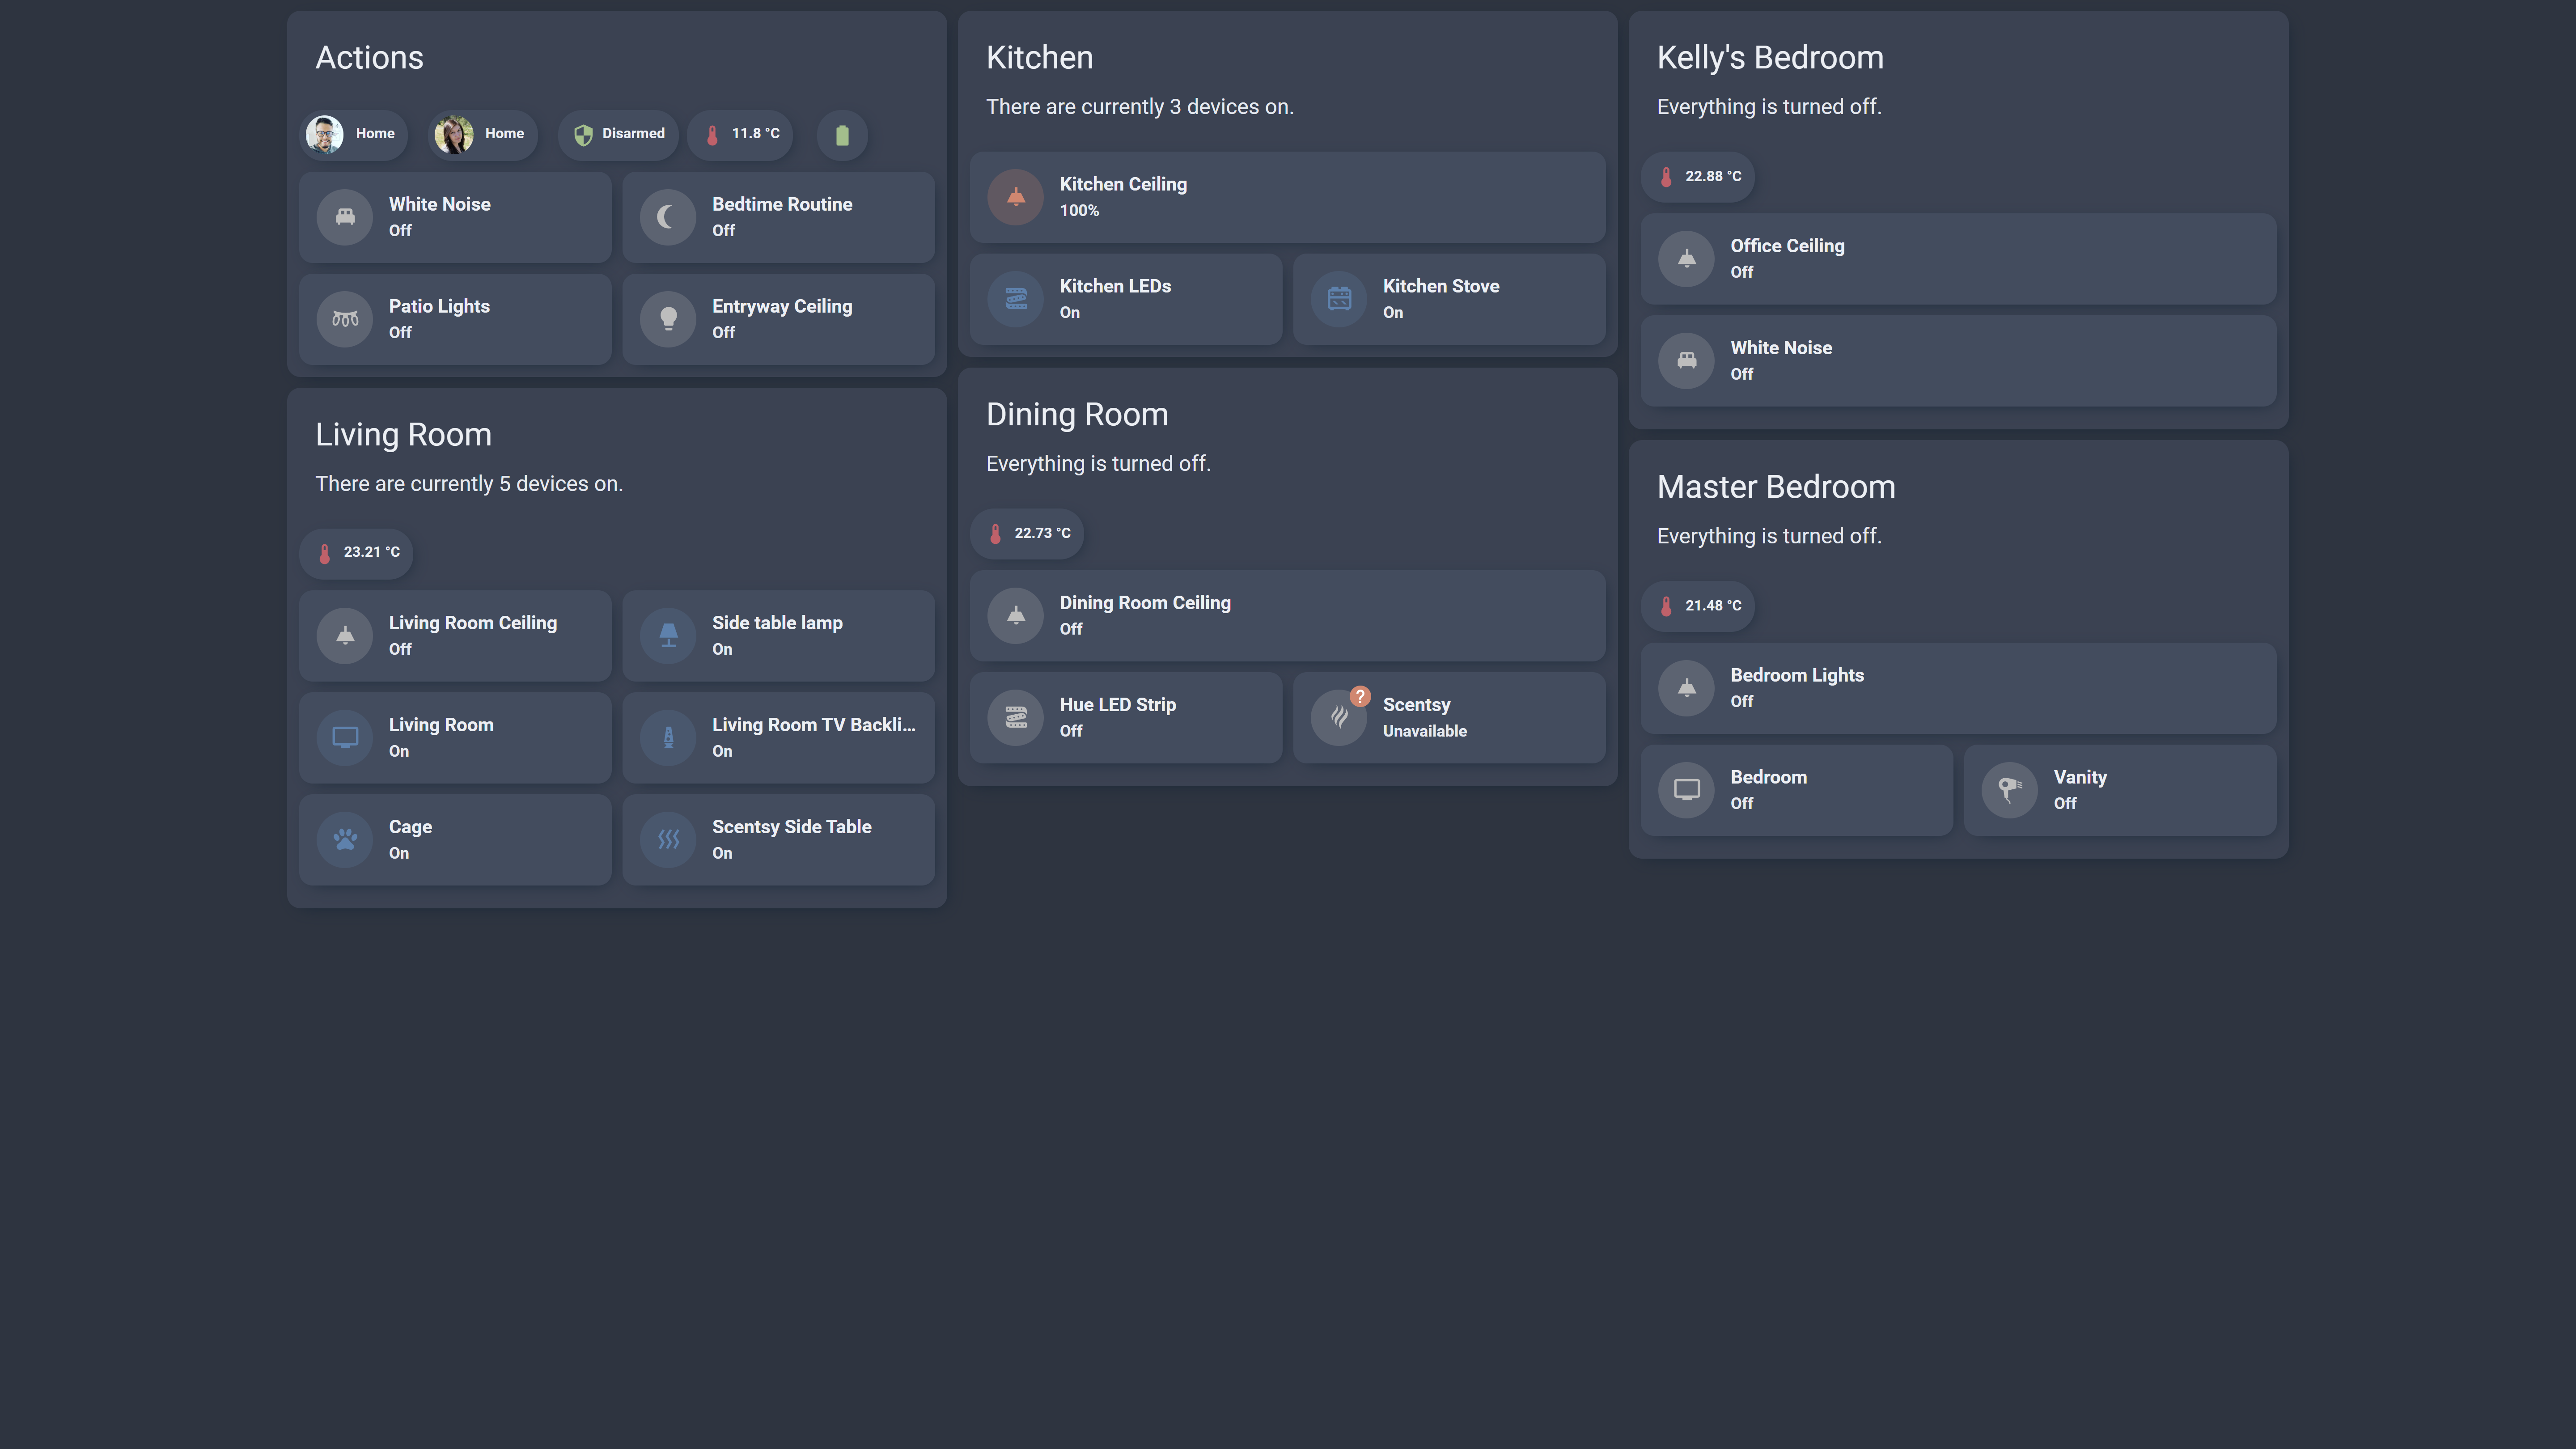 Actions
Home
Home
Disarmed
11.8 °C
White Noise
Off
Bedtime Routine
Off
Patio Lights
Off
Entryway Ceiling
Off
Living Room
There are currently 5 devices on.
23.21 °C
Living Room Ceiling
Off
Side table lamp
On
Living Room
On
Living Room TV Backli...
On
Cage
On
Scentsy Side Table
On
Kitchen
There are currently 3 devices on.
Kitchen Ceiling
100%
Kitchen LEDs
On
Kitchen Stove
On
Dining Room
Everything is turned off.
22.73 °C
Dining Room Ceiling
Off
Hue LED Strip
Off
?
Scentsy
Unavailable
Kelly's Bedroom
Everything is turned off.
22.88 °C
Office Ceiling
Off
White Noise
Off
Master Bedroom
Everything is turned off.
21.48 °C
Bedroom Lights
Off
Bedroom
Off
Vanity
Off